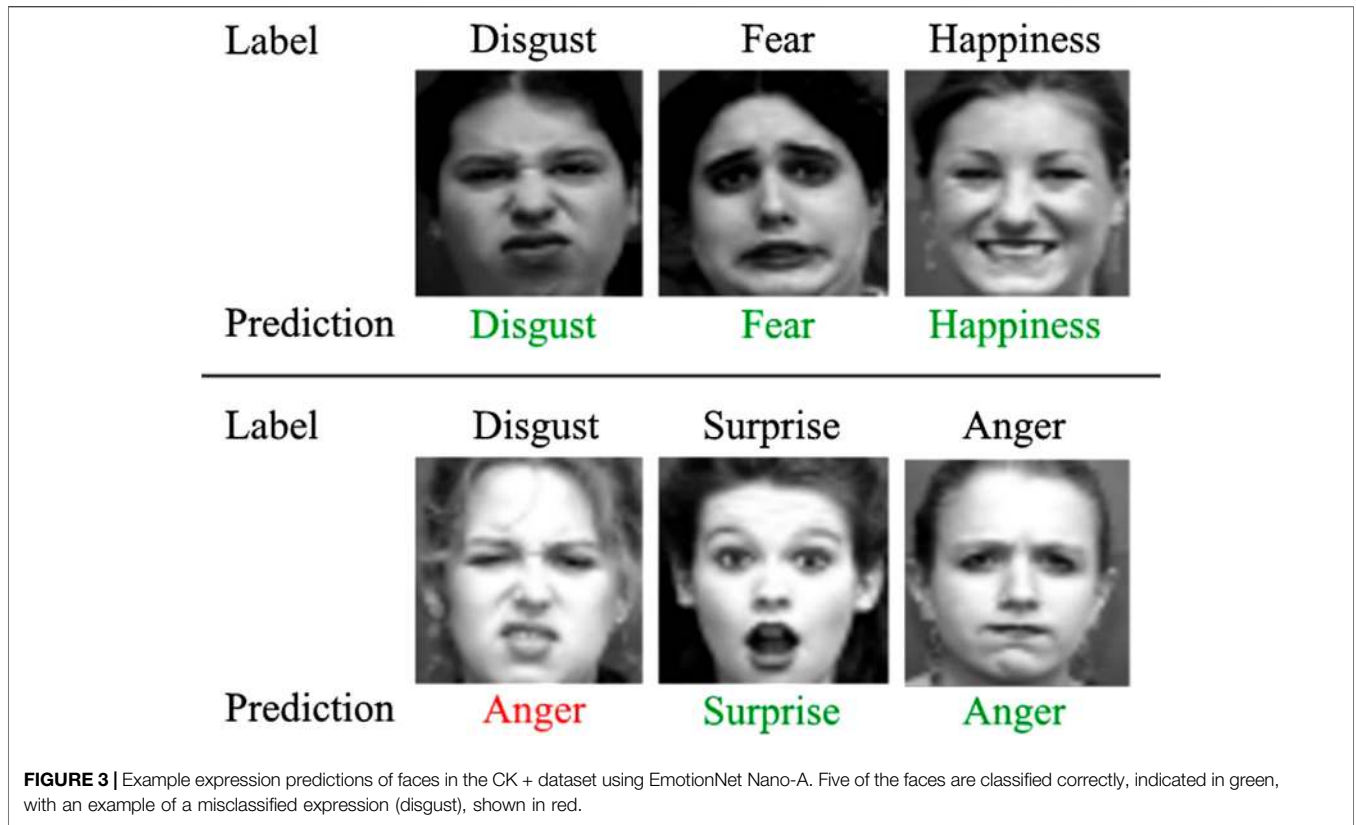 Label Disgust Fear Happiness
Prediction Disgust Fear Happiness
Label Disgust Surprise Anger
Prediction Anger Surprise Anger
FIGURE 3 | Example expression predictions of faces in the CK + dataset using EmotionNet Nano-A. Five of the faces are classified correctly, indicated in green,
with an example of a misclassified expression (disgust), shown in red.